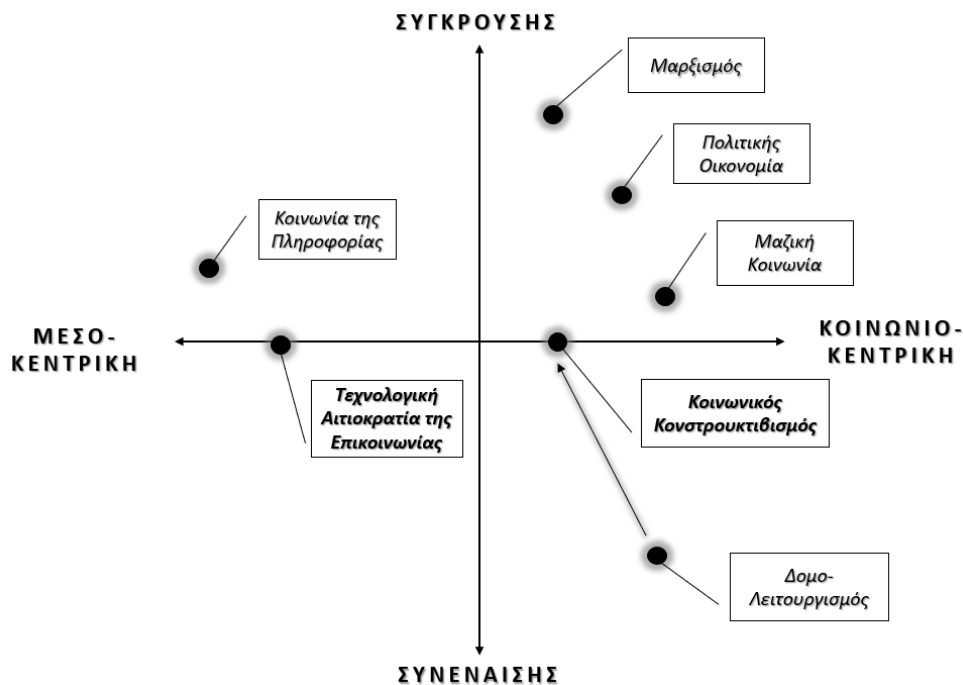 ΣΥΓΚΡΟΥΣΗΣ
Μαρξισμός
Πολιτικής
Οικονομία
Κοινωνία της
Πληροφορίας
Μαζική
Κοινωνία
ΜΕΣΟ-
ΚΕΝΤΡΙΚΗ
ΚΟΙΝΩΝΙΟ-
ΚΕΝΤΡΙΚΗ
Τεχνολογική
Αιτιοκρατία της
Επικοινωνίας
Κοινωνικός
Κονστρουκτιβισμός
Δομο-
Λειτουργισμός
ΣΥΝΕΝΑΙΣΗΣ